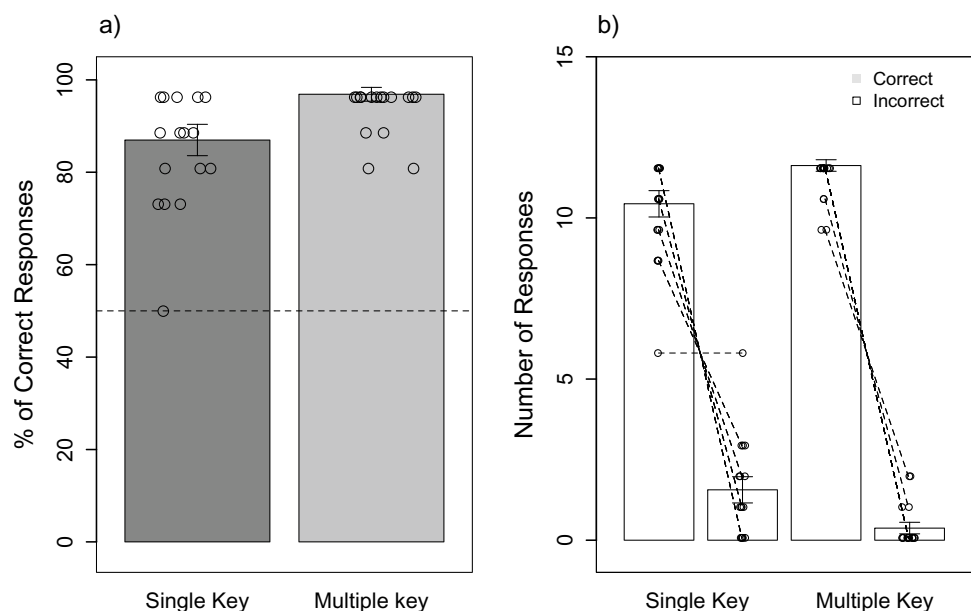 a)
% of Correct Responses
100
80
60
40
20
0
Single Key
Multiple key
b)
Number of Responses
15
10
5
0
Correct
Incorrect
Single Key
Multiple Key